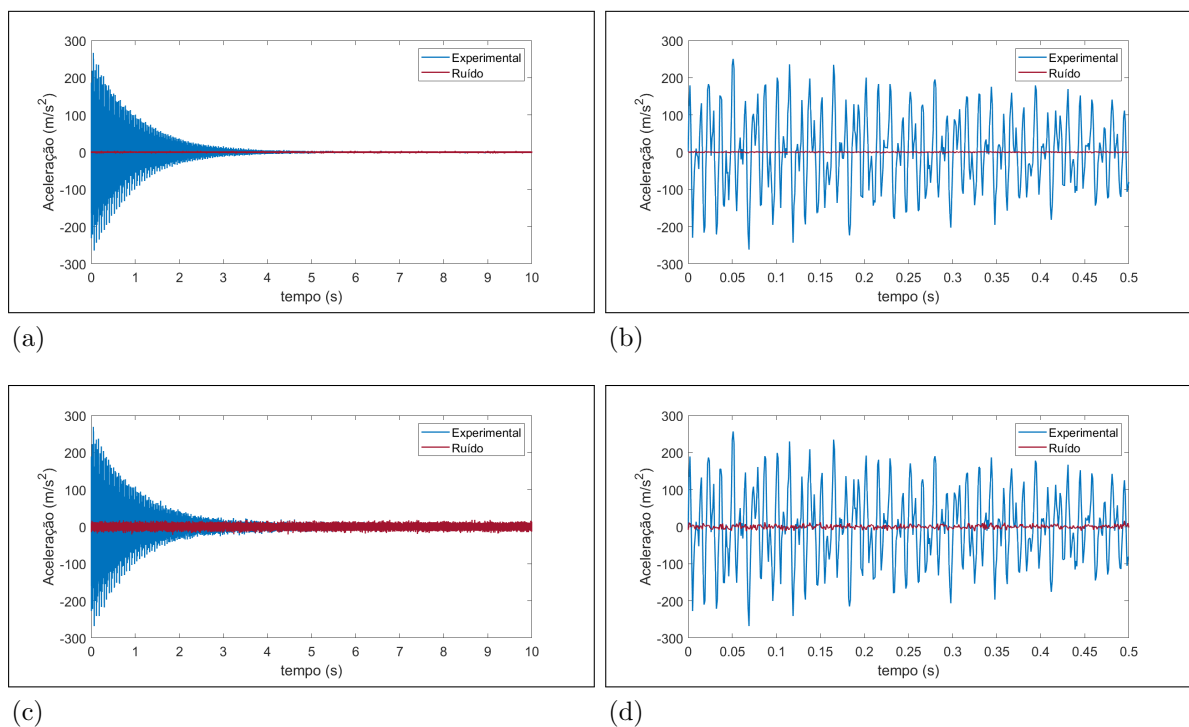 Aceleração (m/s²)
300
200
100
0
-100
-200
-300
0 1 2 3 4 5 6 7 8 9 10
tempo (s)
Experimental
Ruído
(a)
Aceleração (m/s²)
300
200
100
0
-100
-200
-300
0 0.05 0.1 0.15 0.2 0.25 0.3 0.35 0.4 0.45 0.5
tempo (s)
Experimental
Ruído
(b)
Aceleração (m/s²)
300
200
100
0
-100
-200
-300
0 1 2 3 4 5 6 7 8 9 10
tempo (s)
Experimental
Ruído
(c)
Aceleração (m/s²)
300
200
100
0
-100
-200
-300
0 0.05 0.1 0.15 0.2 0.25 0.3 0.35 0.4 0.45 0.5
tempo (s)
Experimental
Ruído
(d)